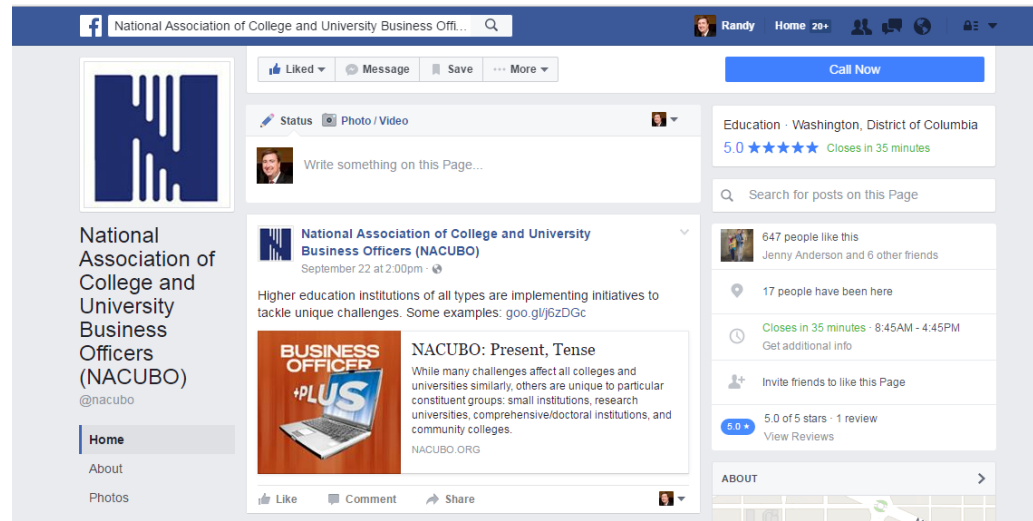 National Association of College and University Business Offi...
Randy
Home 20+
Liked
Message
Save
More
Call Now
Status
Photo / Video
Write something on this Page...
Education · Washington, District of Columbia
5.0 ★★★★★ Closes in 35 minutes
Search for posts on this Page
National
Association of
College and
University
Business
Officers
(NACUBO)
@nacubo
Home
About
Photos
National Association of College and University
Business Officers (NACUBO)
September 22 at 2:00pm ·
Higher education institutions of all types are implementing initiatives to
tackle unique challenges. Some examples: goo.gl/j6zDGc
BUSINESS
OFFICER
+PLUS
NACUBO: Present, Tense
While many challenges affect all colleges and
universities similarly, others are unique to particular
constituent groups: small institutions, research
universities, comprehensive/doctoral institutions, and
community colleges.
NACUBO.ORG
Like
Comment
Share
647 people like this
Jenny Anderson and 6 other friends
17 people have been here
Closes in 35 minutes · 8:45AM - 4:45PM
Get additional info
Invite friends to like this Page
5.0 ★
5.0 of 5 stars · 1 review
View Reviews
ABOUT